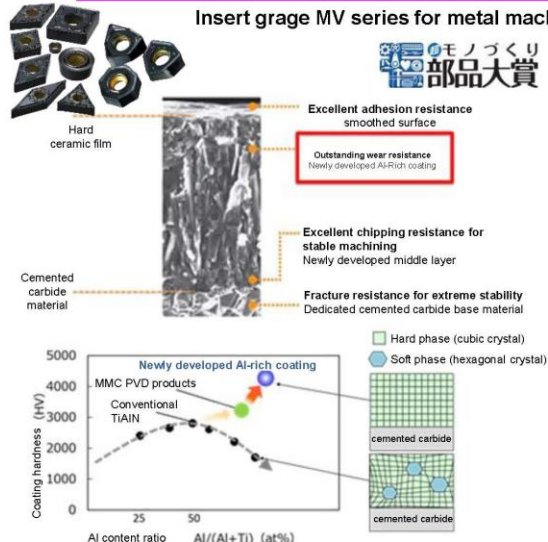 Insert grage MV series for metal mac
モノづくり
部品大賞
Hard
ceramic film
Excellent adhesion resistance
smoothed surface
Outstanding wear resistance
Newly developed Al-Rich coating
Excellent chipping resistance for
stable machining
Newly developed middle layer
Cemented
carbide
material
Fracture resistance for extreme stability
Dedicated cemented carbide base material
Hard phase (cubic crystal)
Soft phase (hexagonal crystal)
Newly developed Al-rich coating
MMC PVD products
Conventional
TiAlN
Coating hardness (HV)
5000
4000
3000
2000
1000
0
25
50
Al content ratio
Al/(Al+Ti) (at%)
cemented carbide
cemented carbide